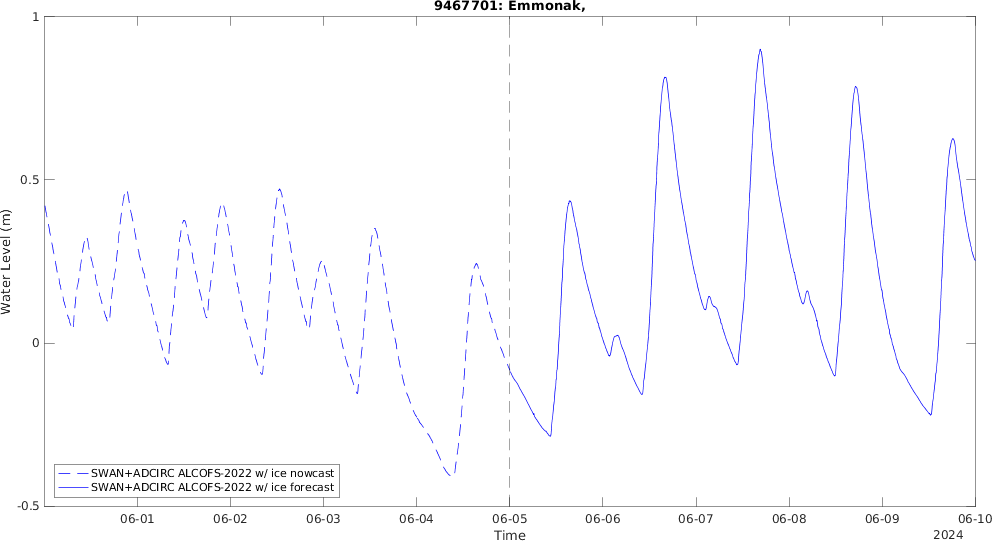 9467701: Emmonak,
1
0.5
0
-0.5
Water Level (m)
SWAN+ADCIRC ALCOFS-2022 w/ ice nowcast
SWAN+ADCIRC ALCOFS-2022 w/ ice forecast
06-01 06-02 06-03 06-04 06-05 06-06 06-07 06-08 06-09 06-10
Time
2024